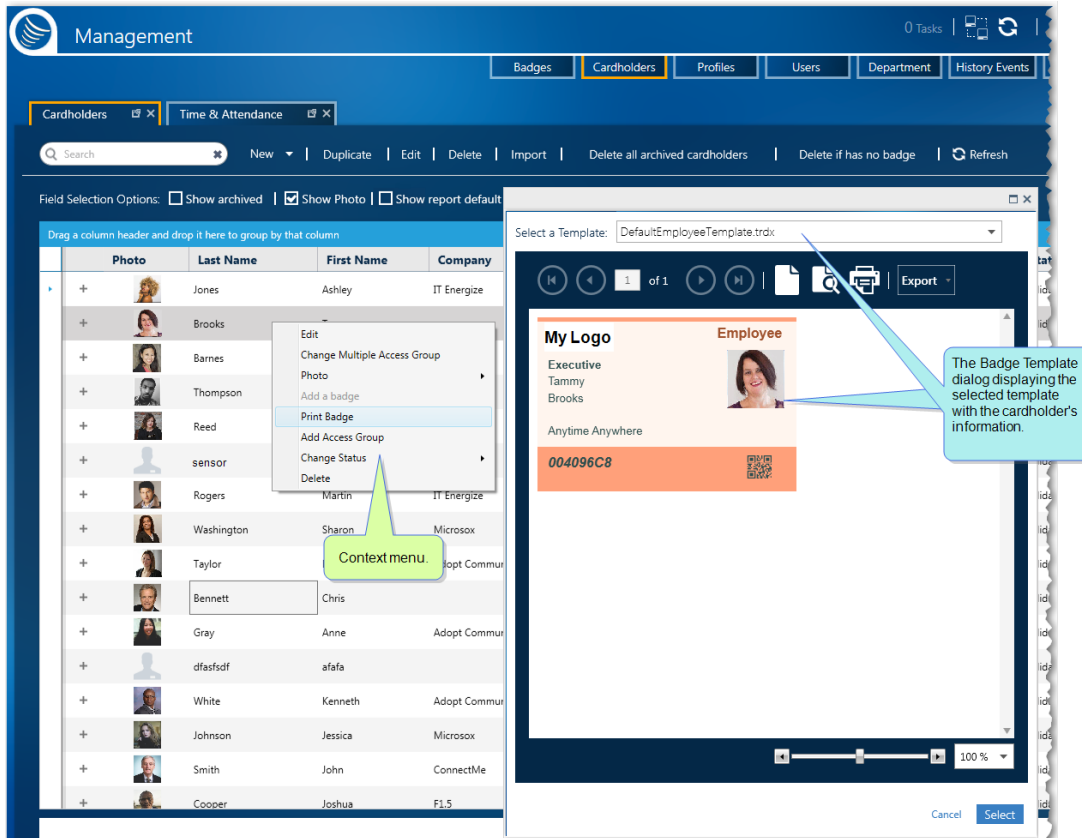 Management
0 Tasks
Badges Cardholders Profiles Users Department History Events
Cardholders Time & Attendance
Search New Duplicate Edit Delete Import Delete all archived cardholders Delete if has no badge Refresh
Field Selection Options: Show archived Show Photo Show report default
Drag a column header and drop it here to group by that column
Photo Last Name First Name Company
Jones Ashley IT Energize
Brooks
Barnes
Thompson
Reed
sensor
Rogers Martin IT Energize
Washington Sharon Microsox
Taylor
Bennett Chris
Gray Anne Adopt Commun
dfasfsdf afafa
White Kenneth Adopt Commun
Johnson Jessica Microsox
Smith John ConnectMe
Cooper Joshua F1.5
Edit
Change Multiple Access Group
Photo
Add a badge
Print Badge
Add Access Group
Change Status
Delete
Context menu.
Select a Template: DefaultEmployeeTemplate.trdx
1 of 1 Export
My Logo Employee
Executive
Tammy
Brooks
Anytime Anywhere
004096C8
The Badge Template
dialog displaying the
selected template
with the cardholder's
information.
100 %
Cancel Select